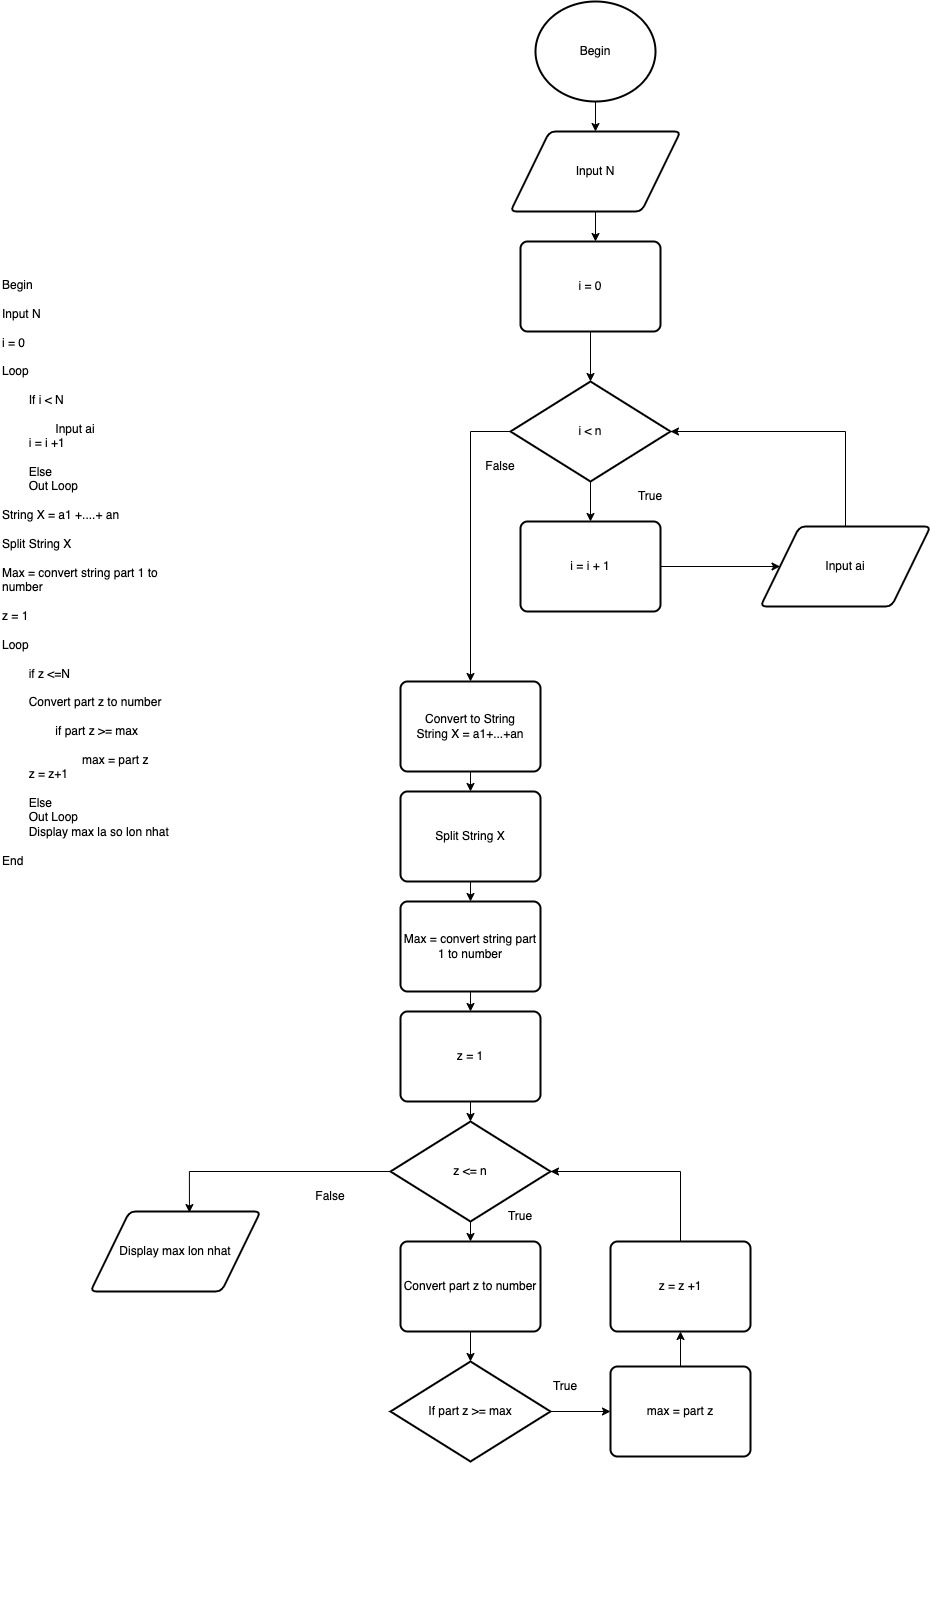 Begin
Input N
i = 0
Loop
If i < N
Input ai
i = i +1
Else
Out Loop
String X = a1 +....+ an
Split String X
Max = convert string part 1 to
number
z = 1
Loop
if z <=N
Convert part z to number
if part z >= max
max = part z
z = z+1
Else
Out Loop
Display max la so lon nhat
End
Begin
Input N
i = 0
i < n
False
True
i = i + 1
Input ai
Convert to String
String X = a1+...+an
Split String X
Max = convert string part
1 to number
z = 1
z <= n
False
True
Display max lon nhat
Convert part z to number
z = z +1
True
If part z >= max
max = part z